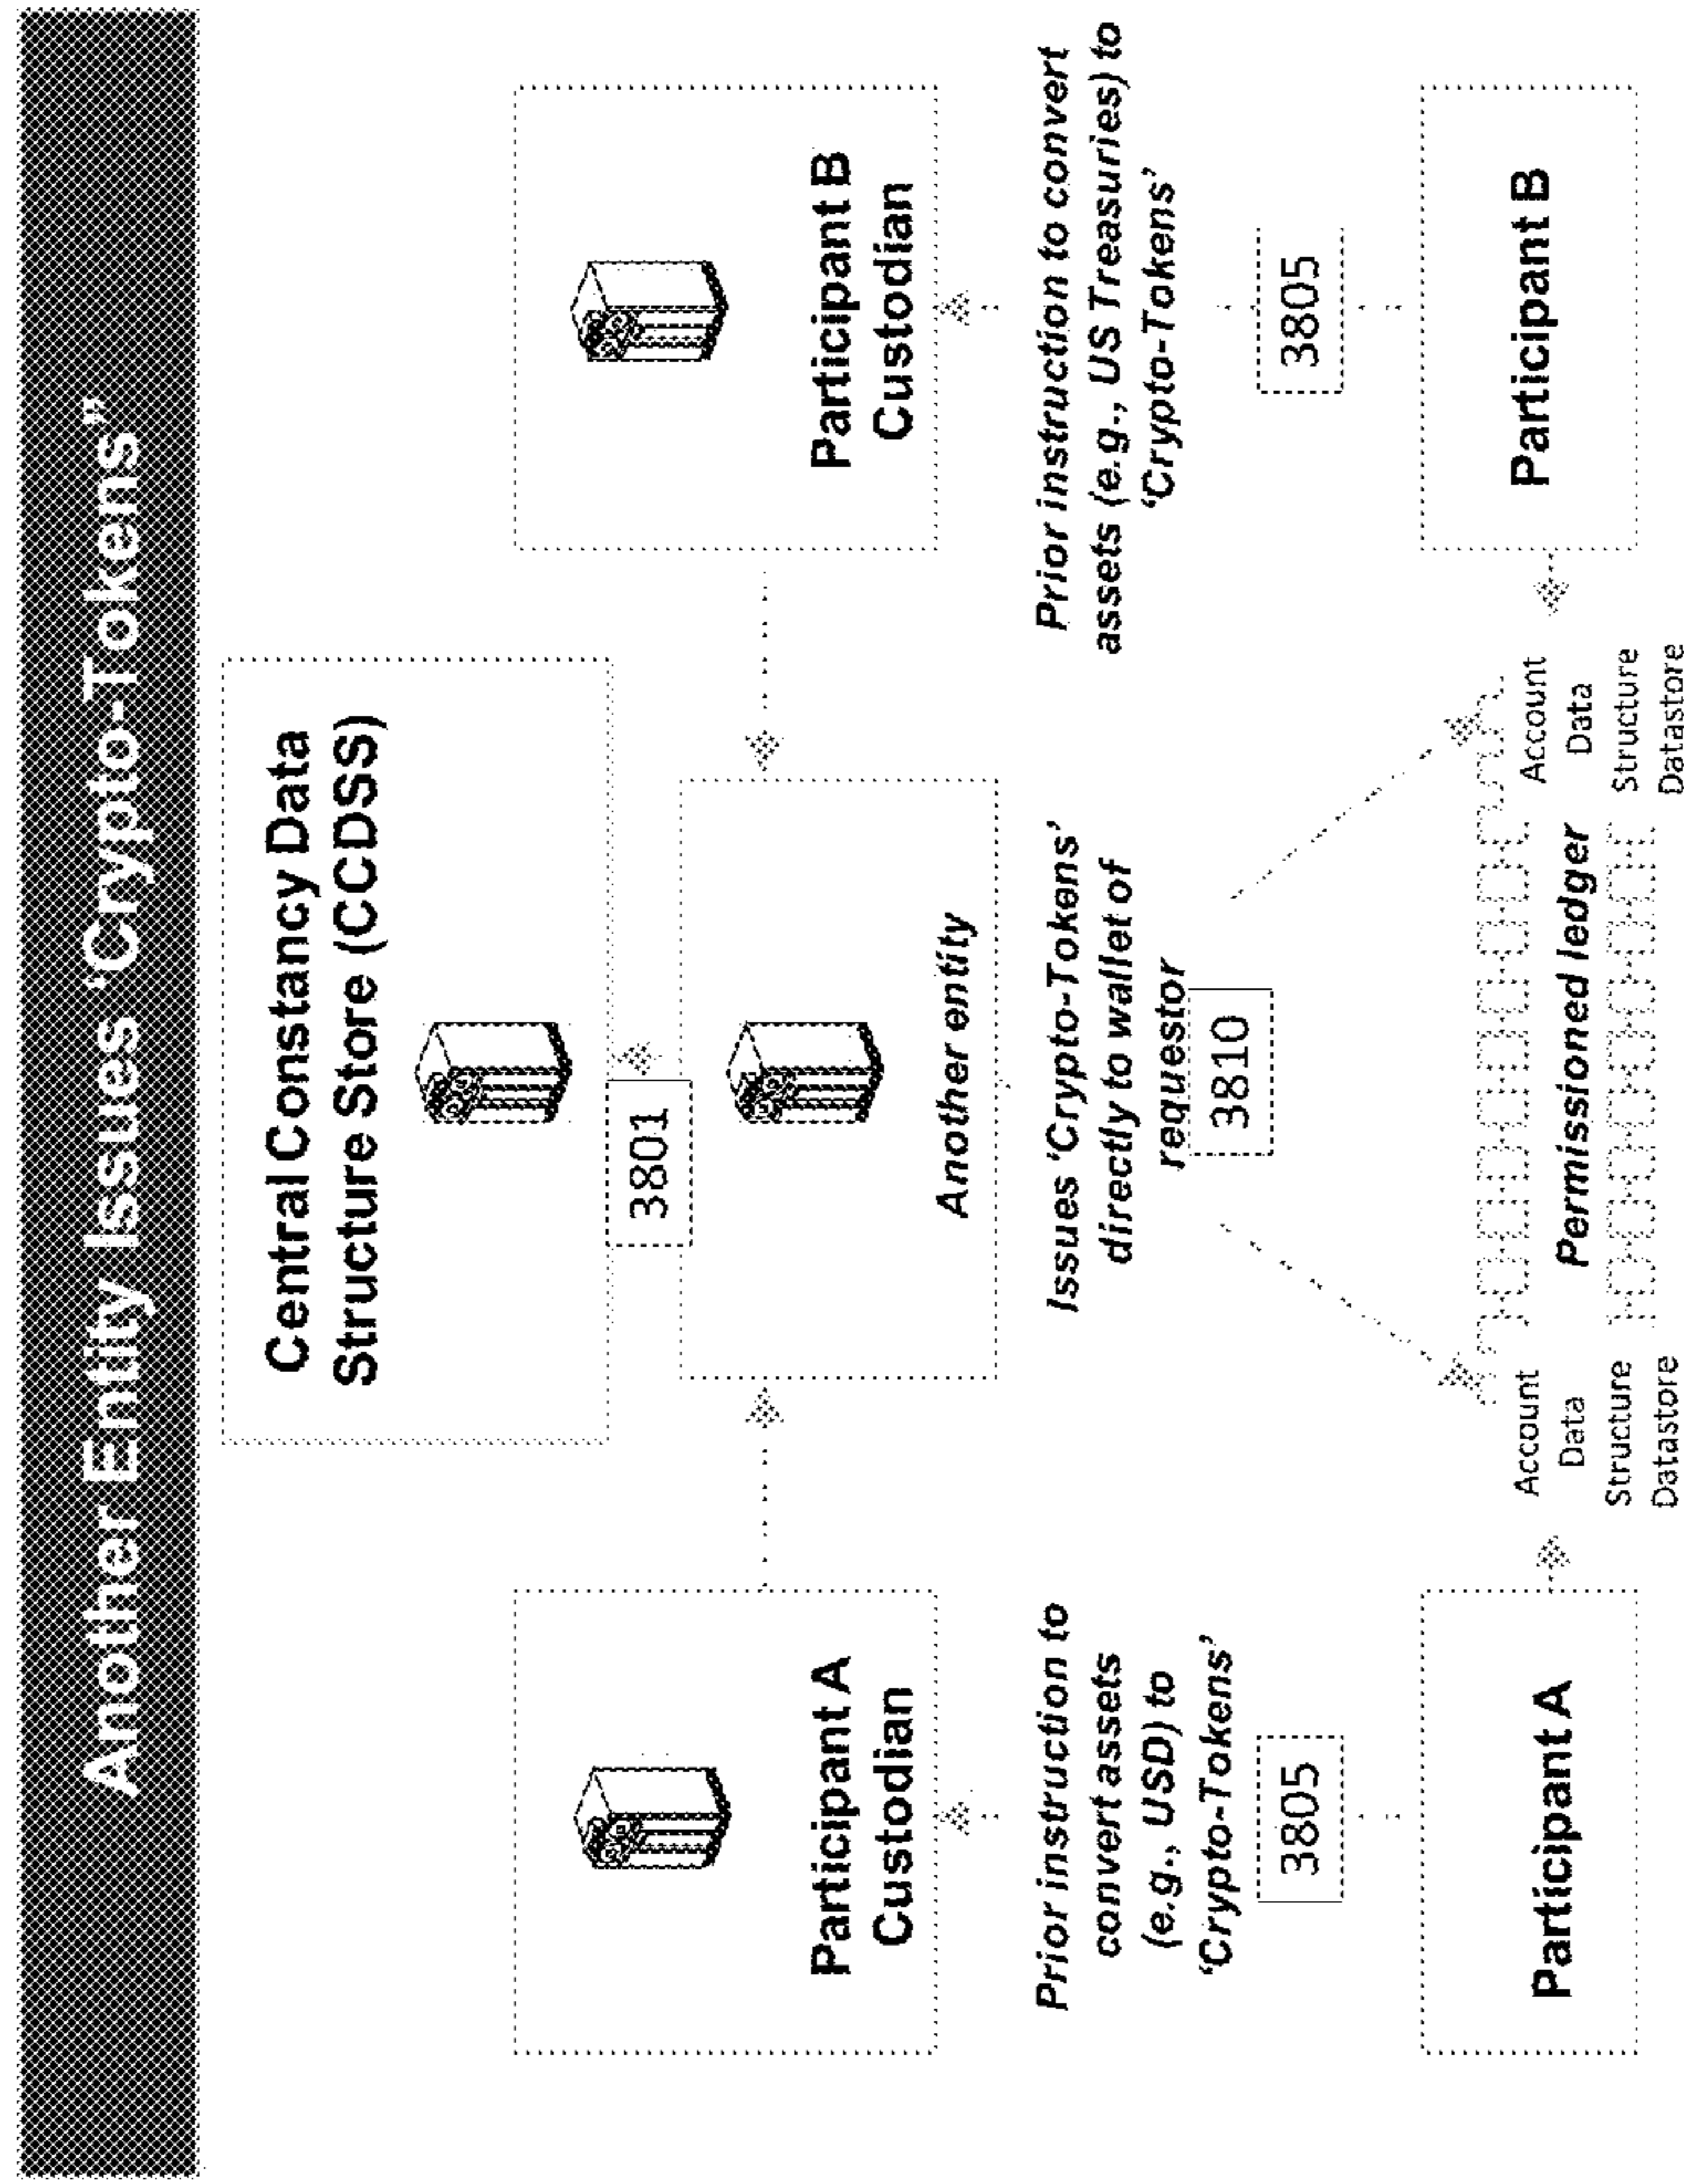 Another Entity Issues ‘Crypto-Tokens”
Central Constancy Data
Structure Store (CCDSS)
3801
Participant A
Custodian
Another entity
Participant B
Custodian
Prior instruction to
convert assets
(e.g., USD) to
‘Crypto-Tokens’
3805
Issues ‘Crypto-Tokens’
directly to wallet of
requestor
3810
Prior instruction to convert
assets (e.g., US Treasuries) to
‘Crypto-Tokens’
3805
Participant A
Account
Data
Structure
Datastore
Permissioned ledger
Account
Data
Structure
Datastore
Participant B